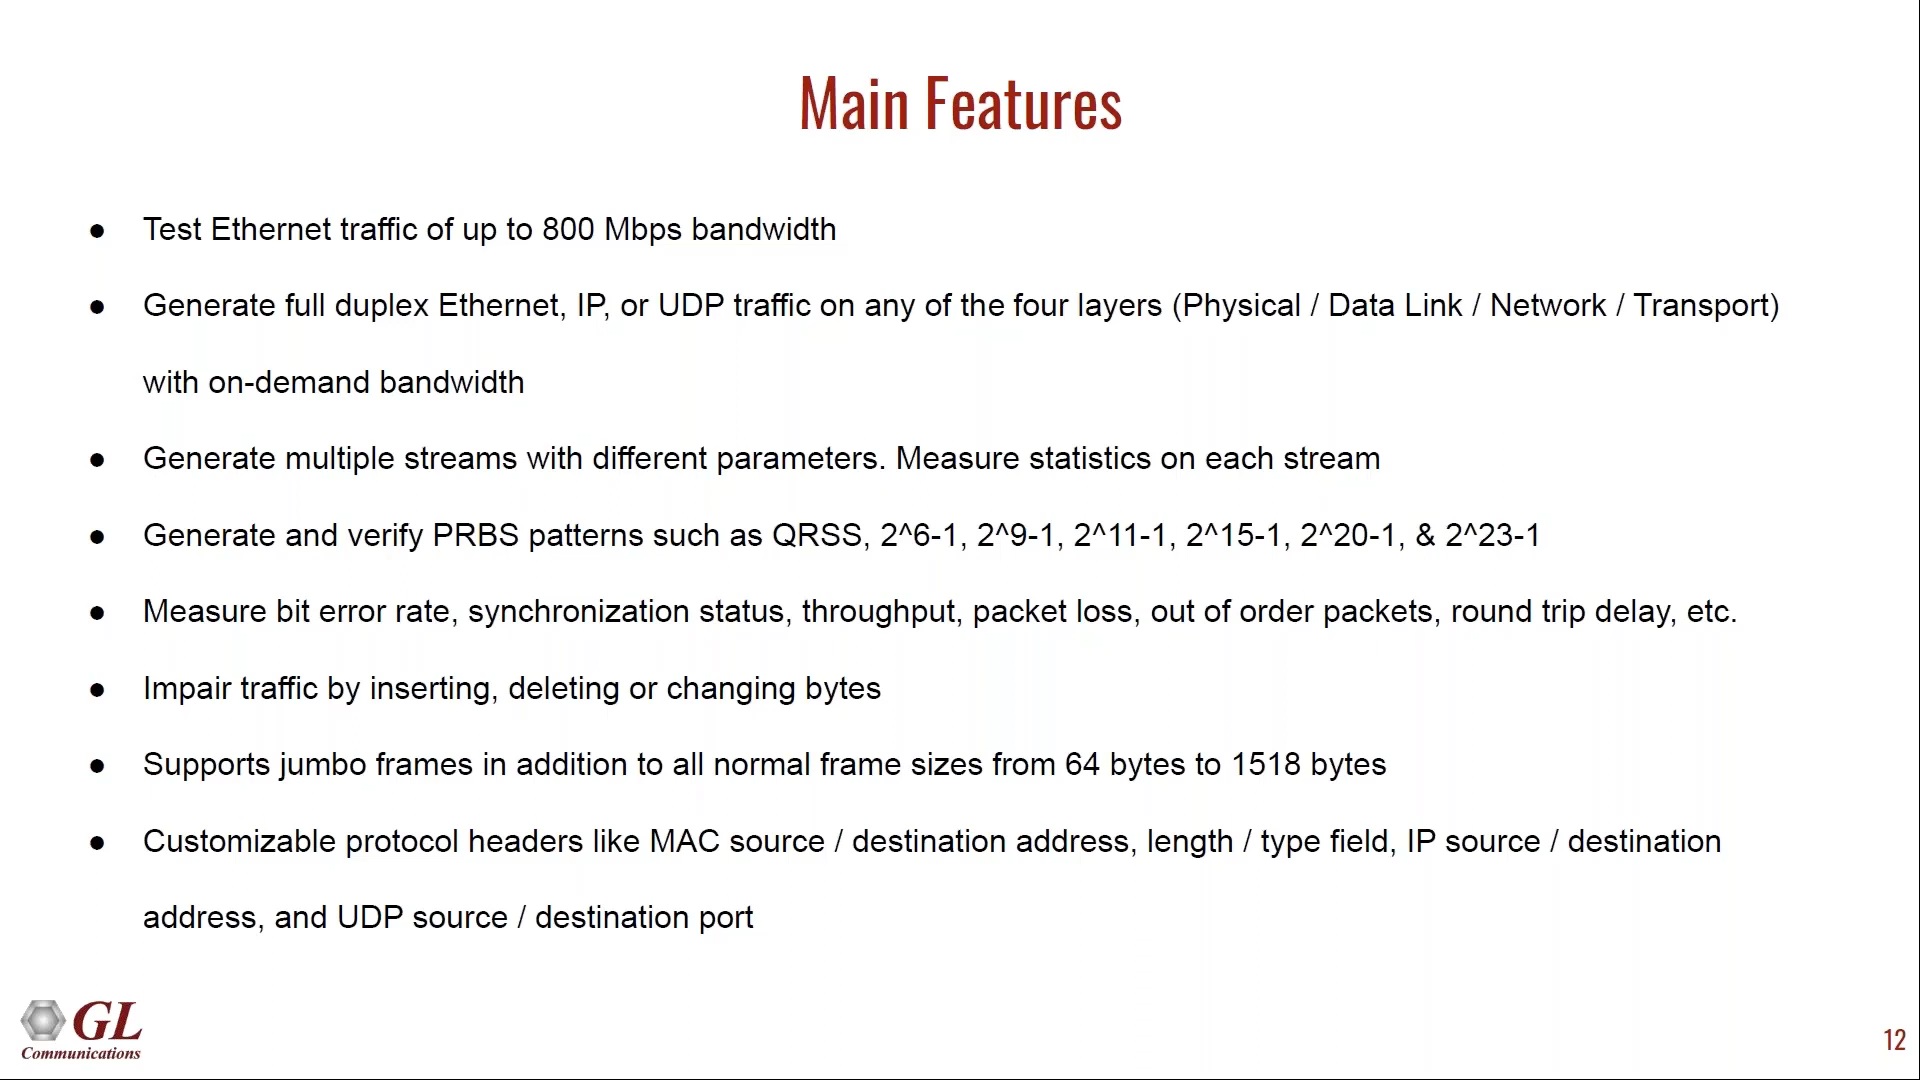 Main Features
● Test Ethernet traffic of up to 800 Mbps bandwidth
● Generate full duplex Ethernet, IP, or UDP traffic on any of the four layers (Physical / Data Link / Network / Transport)
with on-demand bandwidth
● Generate multiple streams with different parameters. Measure statistics on each stream
● Generate and verify PRBS patterns such as QRSS, 2^6-1, 2^9-1, 2^11-1, 2^15-1, 2^20-1, & 2^23-1
● Measure bit error rate, synchronization status, throughput, packet loss, out of order packets, round trip delay, etc.
● Impair traffic by inserting, deleting or changing bytes
● Supports jumbo frames in addition to all normal frame sizes from 64 bytes to 1518 bytes
● Customizable protocol headers like MAC source / destination address, length / type field, IP source / destination
address, and UDP source / destination port
GL
Communications
12